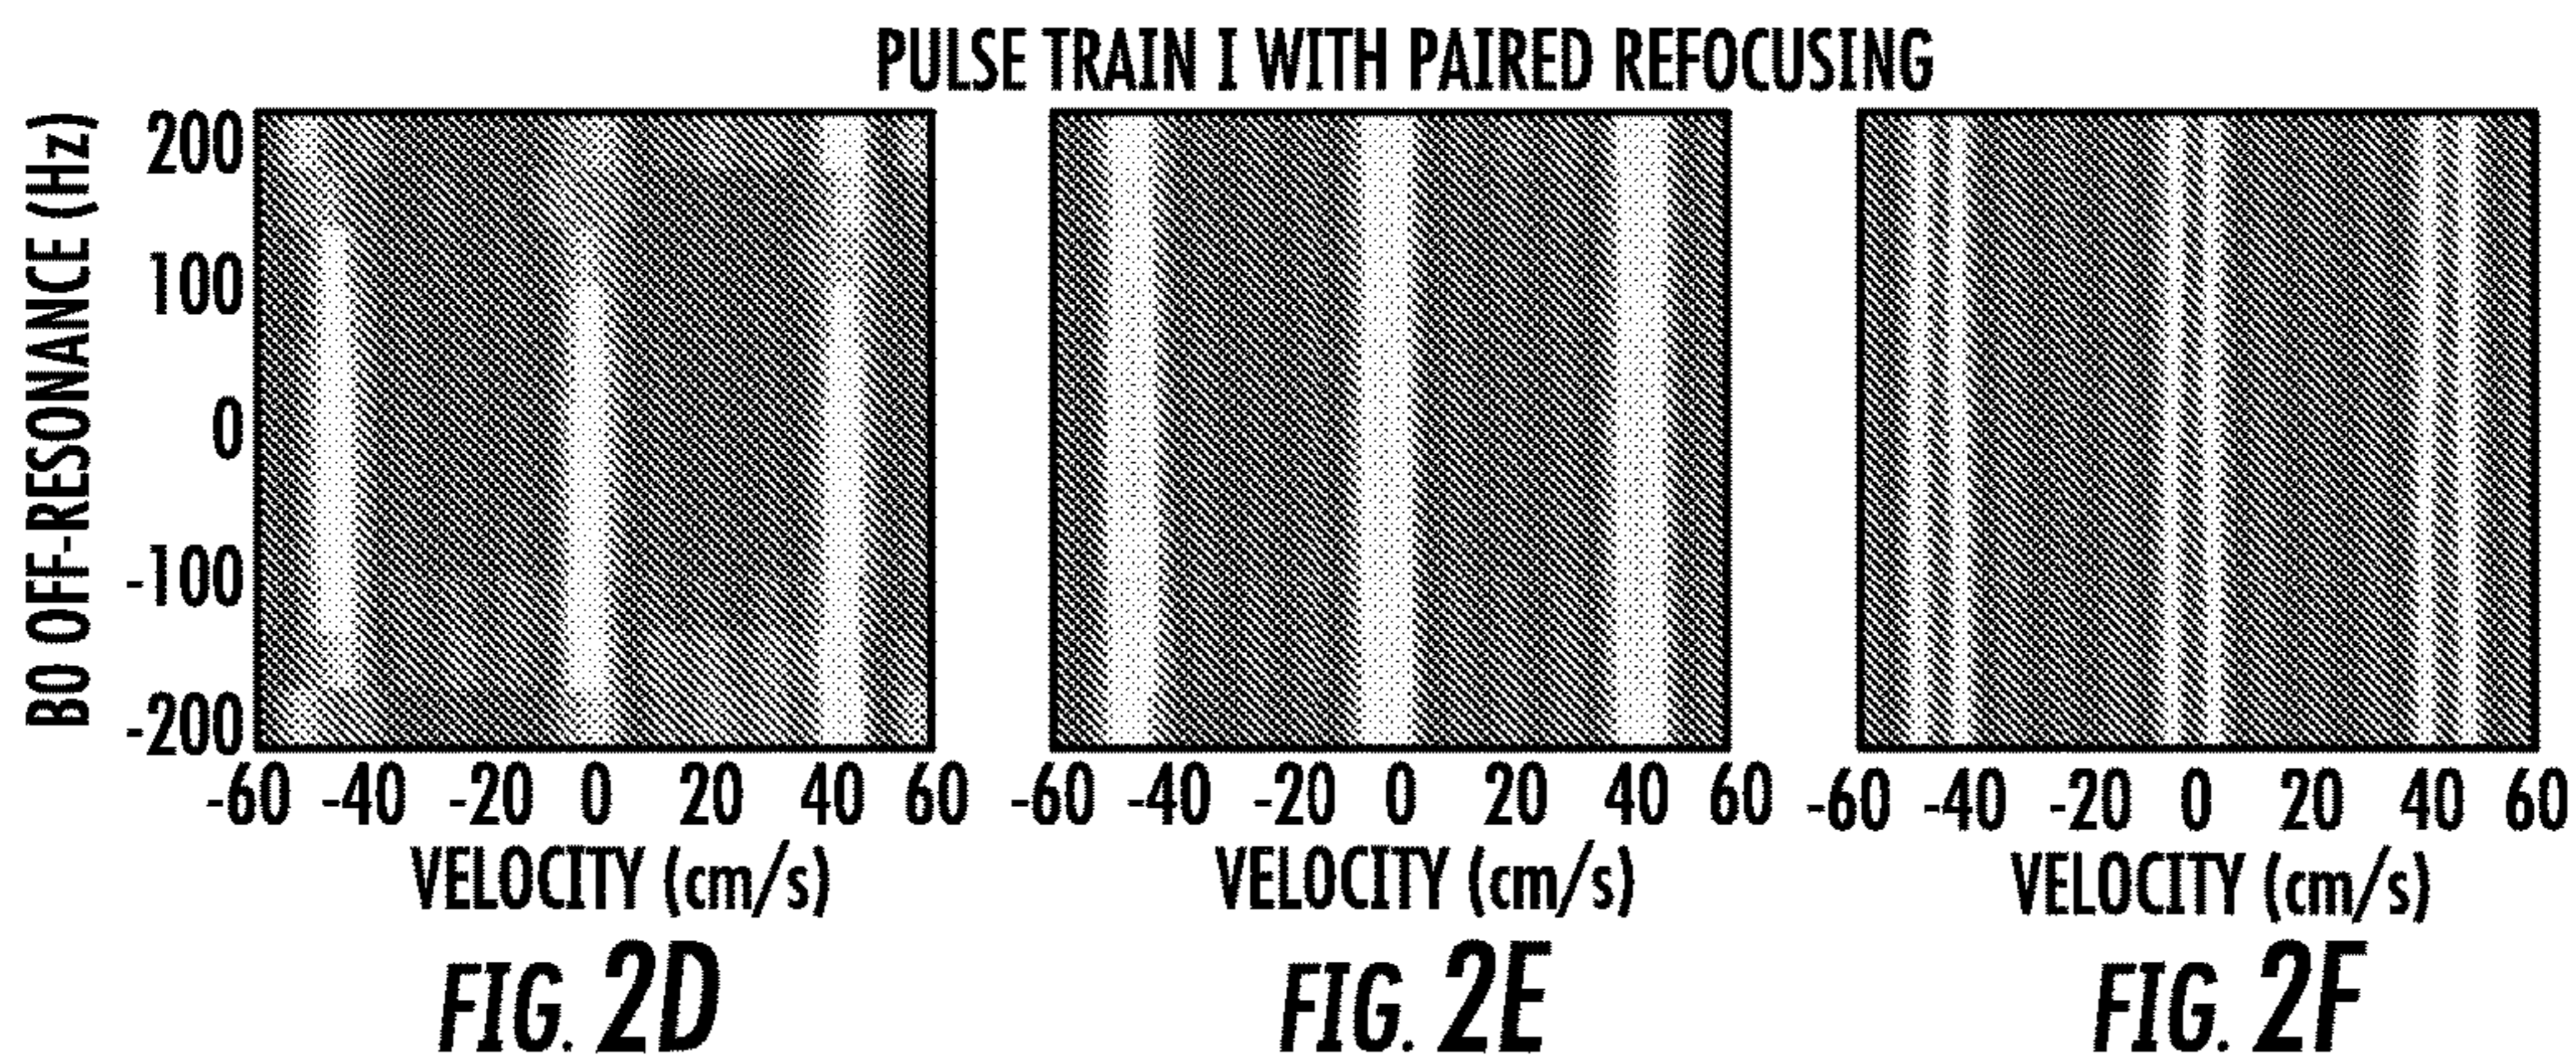 PULSE TRAIN I WITH PAIRED REFOCUSING
B0 OFF-RESONANCE (Hz)
200
100
0
-100
-200
-60 -40 -20 0 20 40 60
-60 -40 -20 0 20 40 60
-60 -40 -20 0 20 40 60
VELOCITY (cm/s)
VELOCITY (cm/s)
VELOCITY (cm/s)
FIG. 2D
FIG. 2E
FIG. 2F